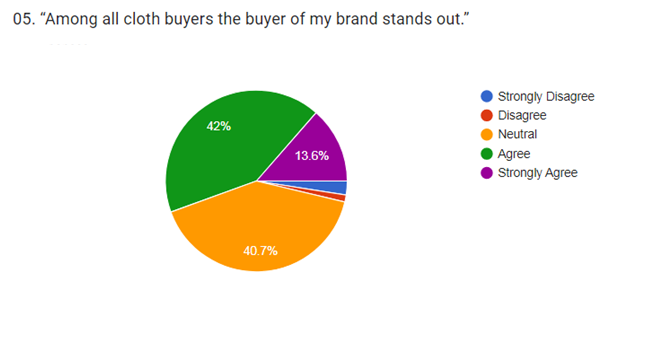 05. “Among all cloth buyers the buyer of my brand stands out.”
Strongly Disagree
Disagree
Neutral
Agree
Strongly Agree
42%
13.6%
40.7%